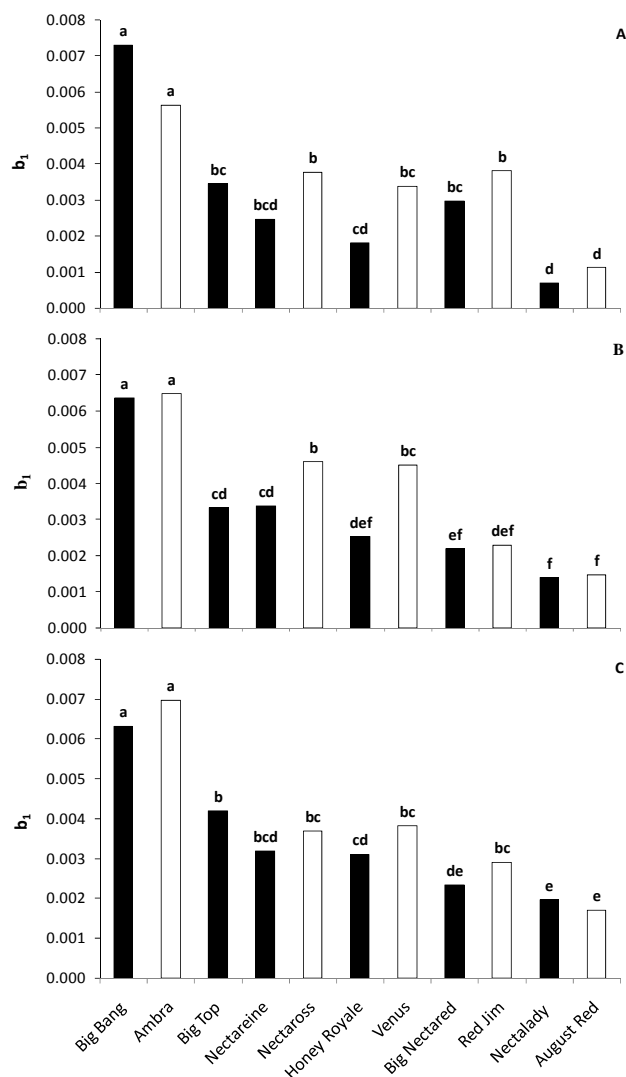 A
b₁
0.008
0.007
0.006
0.005
0.004
0.003
0.002
0.001
0.000
a a bc bcd b cd bc bc b d d
B
b₁
0.008
0.007
0.006
0.005
0.004
0.003
0.002
0.001
0.000
a a cd cd b def bc ef def f f
C
b₁
0.008
0.007
0.006
0.005
0.004
0.003
0.002
0.001
0.000
a a b bcd bc cd bc de bc e e
Big Bang
Ambra
Big Top
Nectareine
Nectaross
Honey Royale
Venus
Big Nectared
Red Jim
Nectalady
August Red